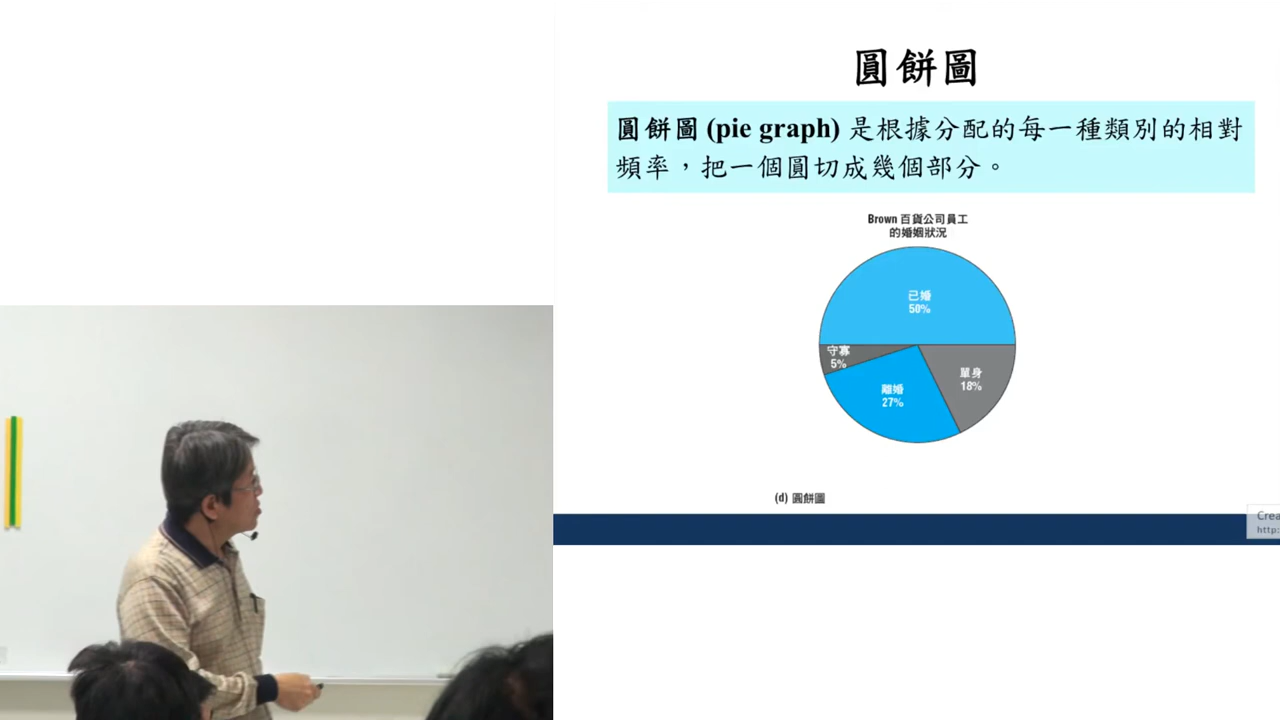 圓餅圖
圓餅圖 (pie graph) 是根據分配的每一種類別的相對
頻率，把一個圓切成幾個部分。
Brown 百貨公司員工
的婚姻狀況
已婚
50%
守寡
5%
單身
18%
離婚
27%
(d) 圓餅圖
Crea
http: